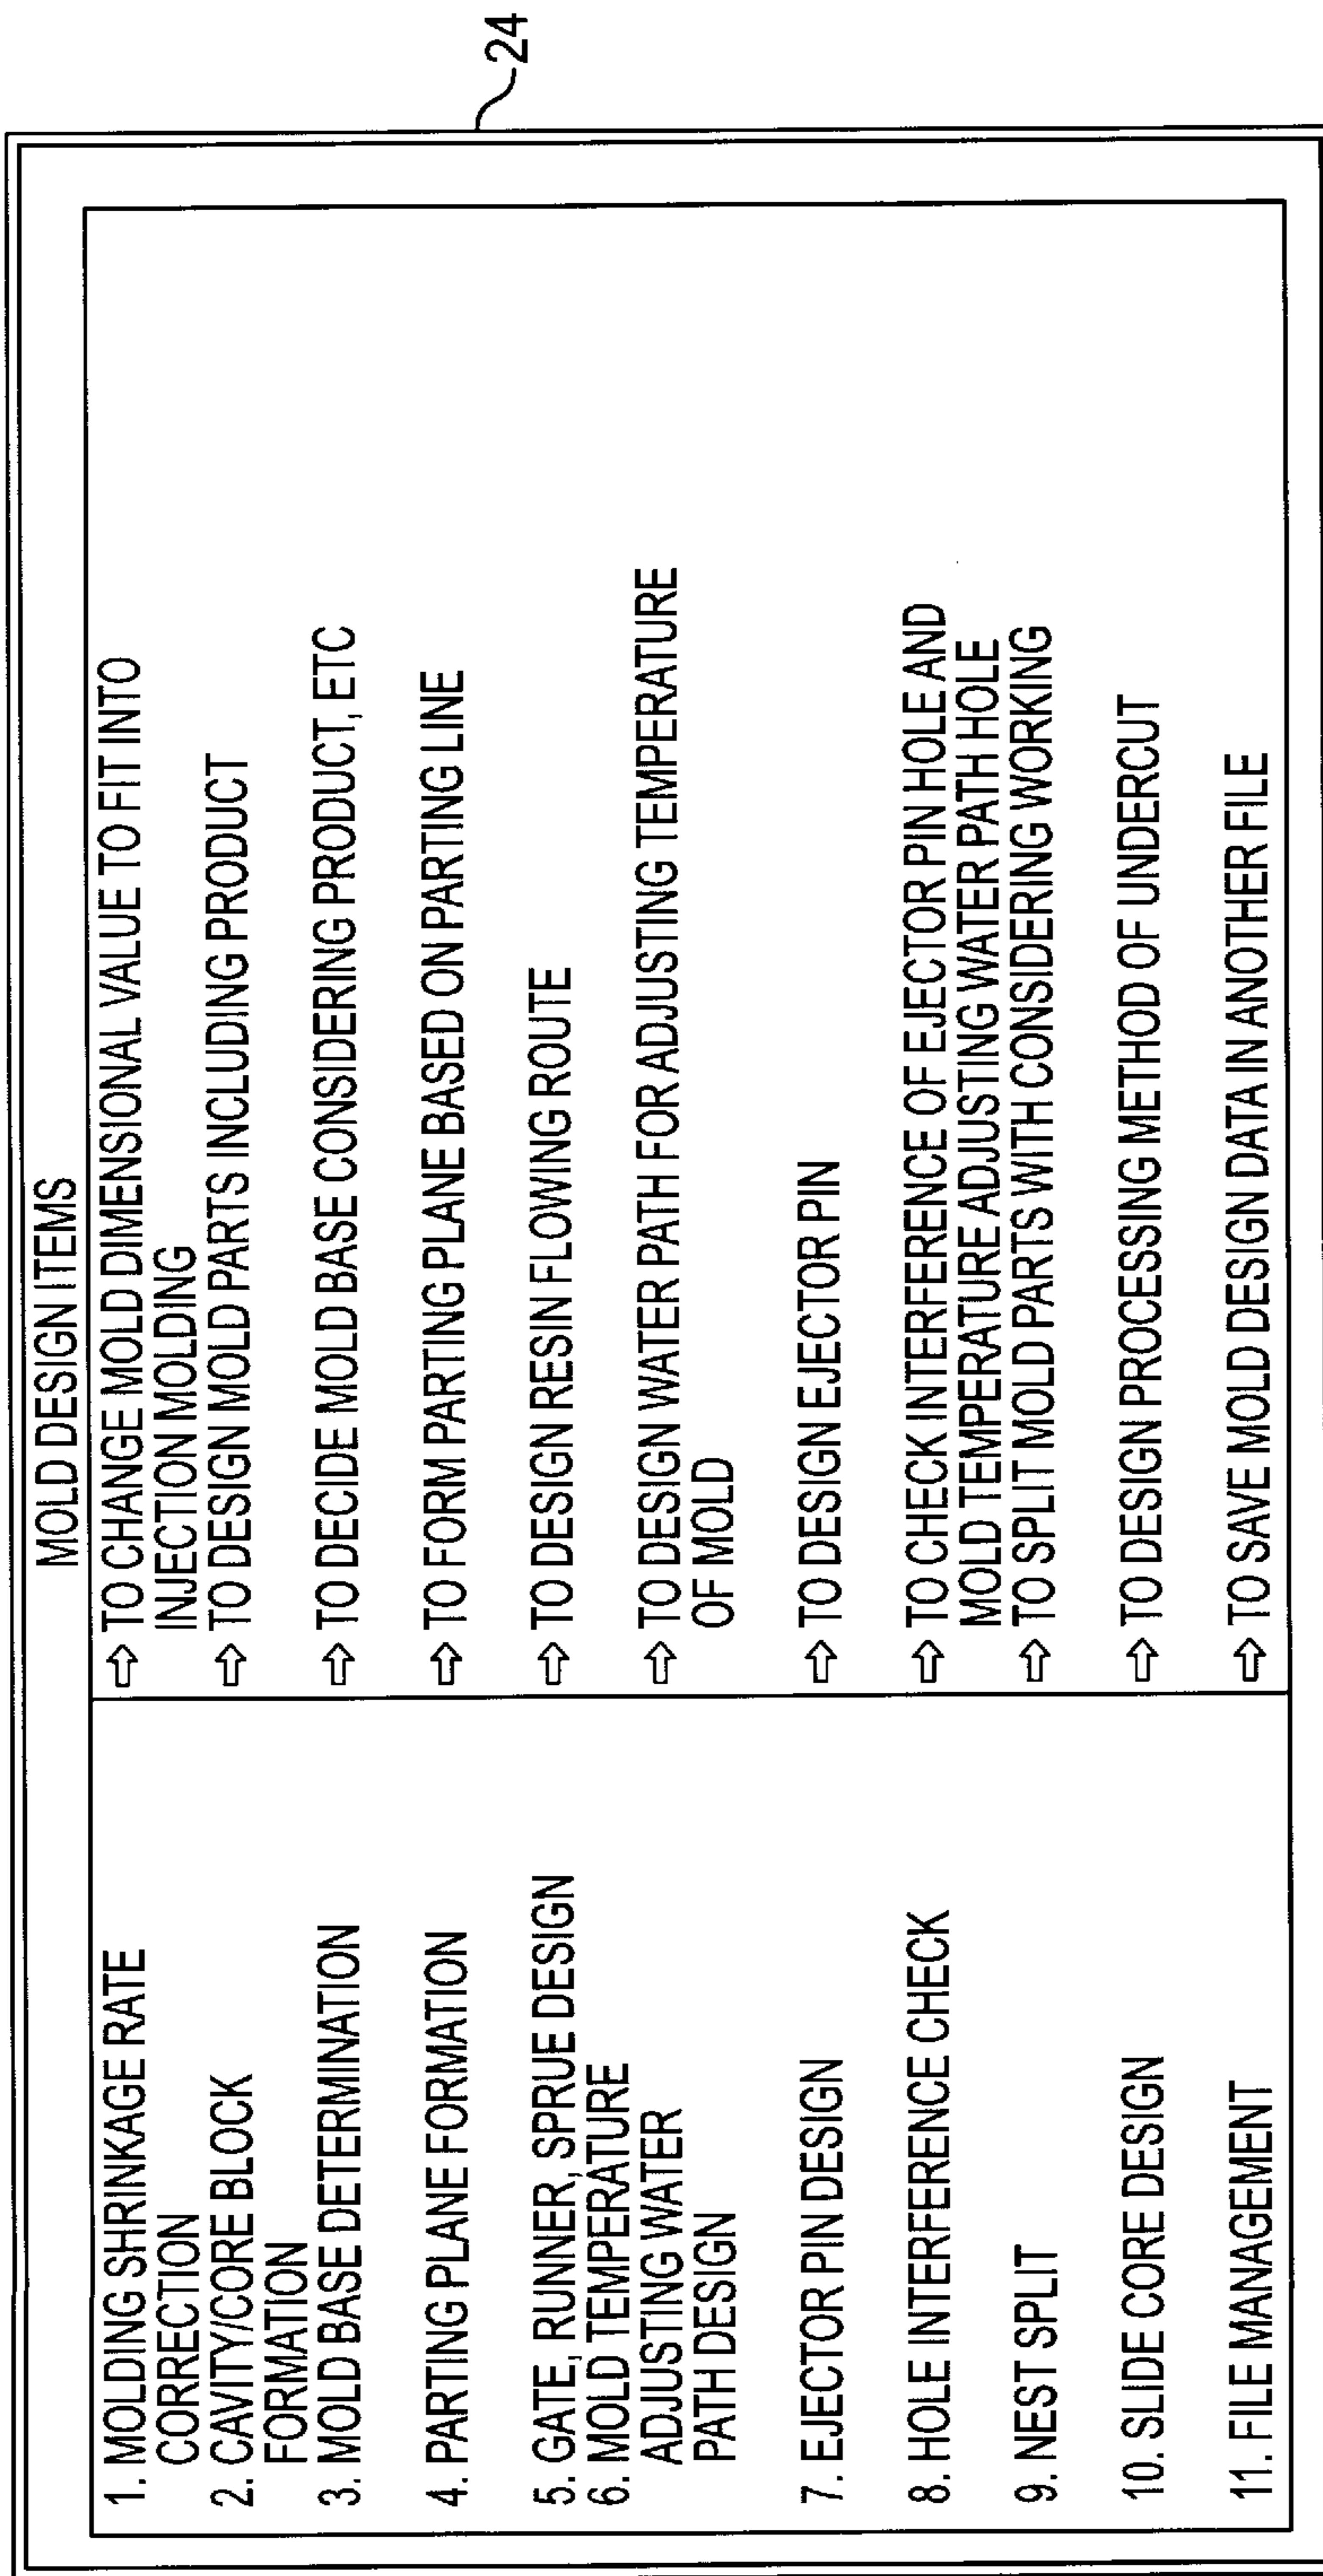 MOLD DESIGN ITEMS
1. MOLDING SHRINKAGE RATE
CORRECTION
⇨ TO CHANGE MOLD DIMENSIONAL VALUE TO FIT INTO
INJECTION MOLDING
2. CAVITY/CORE BLOCK
FORMATION
⇨ TO DESIGN MOLD PARTS INCLUDING PRODUCT
3. MOLD BASE DETERMINATION
⇨ TO DECIDE MOLD BASE CONSIDERING PRODUCT, ETC
4. PARTING PLANE FORMATION
⇨ TO FORM PARTING PLANE BASED ON PARTING LINE
5. GATE, RUNNER, SPRUE DESIGN
⇨ TO DESIGN RESIN FLOWING ROUTE
6. MOLD TEMPERATURE
ADJUSTING WATER
PATH DESIGN
⇨ TO DESIGN WATER PATH FOR ADJUSTING TEMPERATURE
OF MOLD
7. EJECTOR PIN DESIGN
⇨ TO DESIGN EJECTOR PIN
8. HOLE INTERFERENCE CHECK
⇨ TO CHECK INTERFERENCE OF EJECTOR PIN HOLE AND
MOLD TEMPERATURE ADJUSTING WATER PATH HOLE
9. NEST SPLIT
⇨ TO SPLIT MOLD PARTS WITH CONSIDERING WORKING
10. SLIDE CORE DESIGN
⇨ TO DESIGN PROCESSING METHOD OF UNDERCUT
11. FILE MANAGEMENT
⇨ TO SAVE MOLD DESIGN DATA IN ANOTHER FILE
24